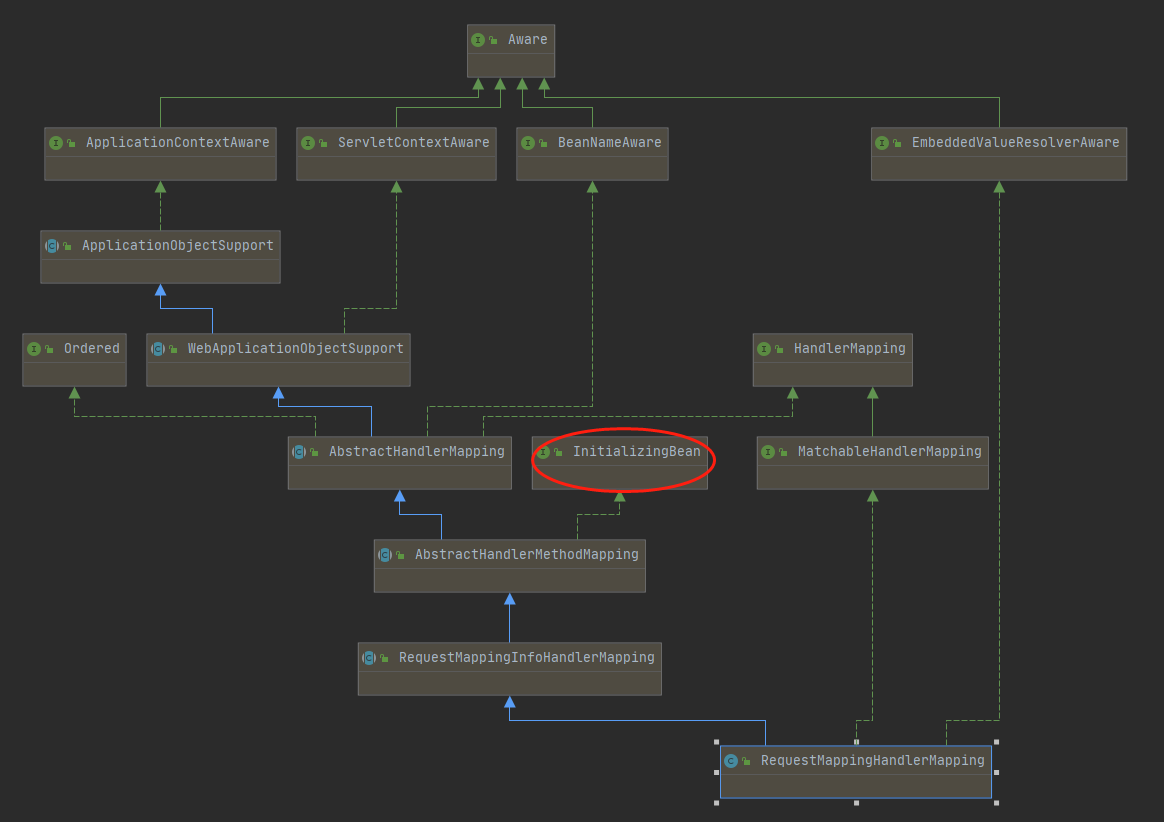 Aware
ApplicationContextAware
ServletContextAware
BeanNameAware
EmbeddedValueResolverAware
ApplicationObjectSupport
Ordered
WebApplicationObjectSupport
HandlerMapping
AbstractHandlerMapping
InitializingBean
MatchableHandlerMapping
AbstractHandlerMethodMapping
RequestMappingInfoHandlerMapping
RequestMappingHandlerMapping